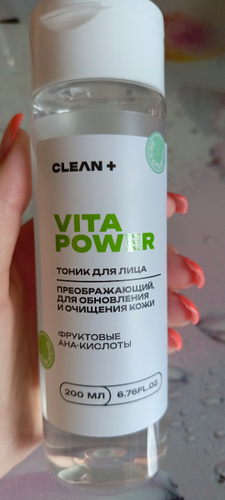 CLEAN +
VITA
POWER
ТОНИК ДЛЯ ЛИЦА
ПРЕОБРАЖАЮЩИЙ,
ДЛЯ ОБНОВЛЕНИЯ
И ОЧИЩЕНИЯ КОЖИ
ФРУКТОВЫЕ
АНА-КИСЛОТЫ
200 МЛ 6.76FL.OZ.